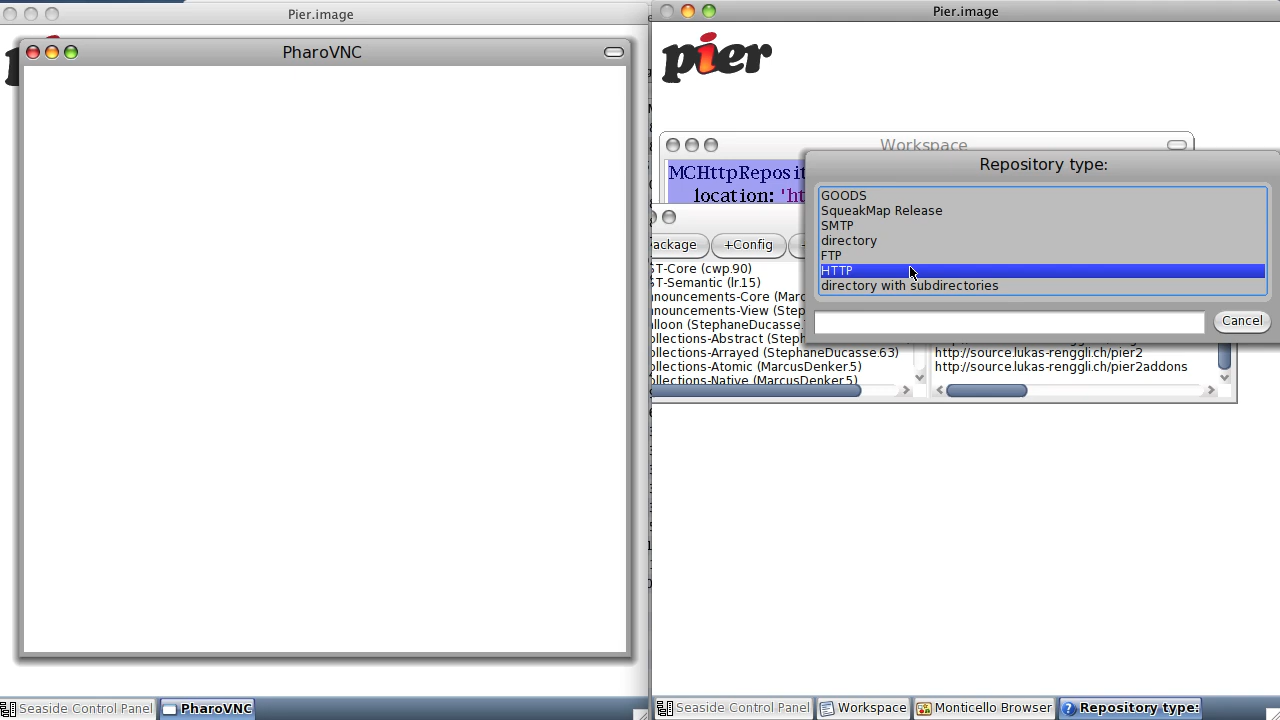 Pier.image
PharoVNC
Seaside Control Panel
PharoVNC
Pier.image
pier
Workspace
MCHttpReposit
location: 'ht
Repository type:
GOODS
SqueakMap Release
SMTP
directory
FTP
HTTP
directory with subdirectories
Cancel
ackage
+Config
ST-Core (cwp.90)
ST-Semantic (lr.15)
nouncements-Core (Marc
nouncements-View (Step
lloon (StephaneDucasse.
ollections-Abstract (StephaneDucasse
ollections-Arrayed (StephaneDucasse.63)
ollections-Atomic (MarcusDenker.5)
ollections-Native (MarcusDenker.5)
http://source.lukas-renggli.ch/pier2
http://source.lukas-renggli.ch/pier2addons
Seaside Control Panel
Workspace
Monticello Browser
Repository type: